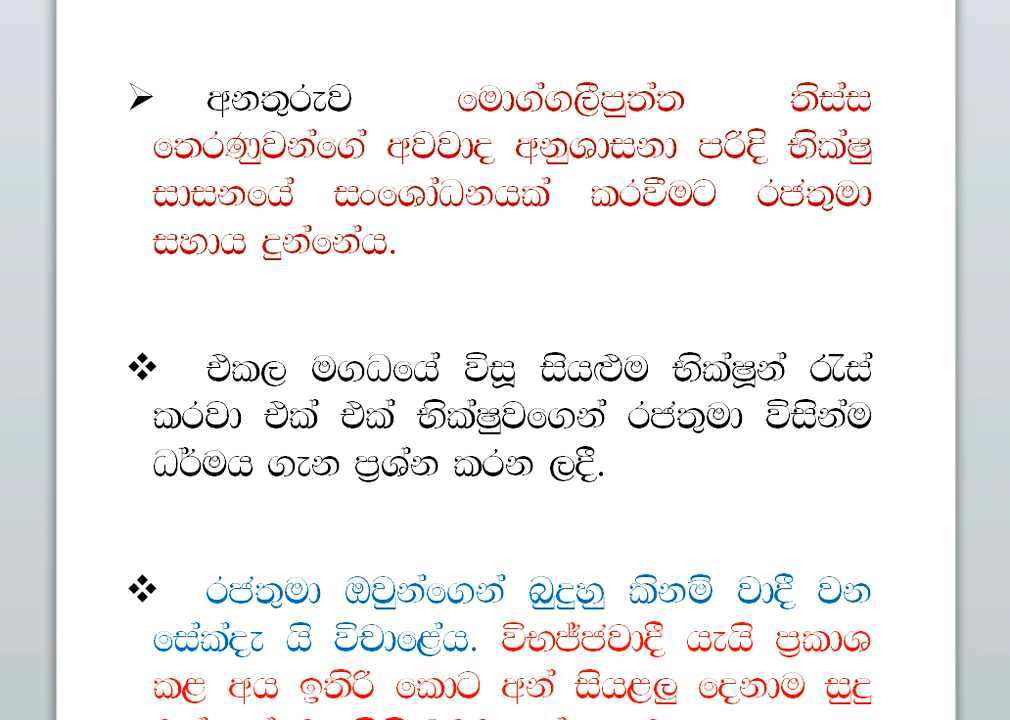 ➢ අනතුරුව මොග්ගලීපුත්ත තිස්ස
තෙරණුවන්ගේ අවවාද අනුශාසනා පරිදි භික්ෂු
සාසනයේ සංශෝධනයක් කරවීමට රජතුමා
සහාය දුන්නේය.
❖ එකල මගධයේ විසූ සියළුම භික්ෂූන් රැස්
කරවා එක් එක් භික්ෂුවගෙන් රජතුමා විසින්ම
ධර්මය ගැන ප්‍රශ්න කරන ලදී.
❖ රජතුමා ඔවුන්ගෙන් බුදුහු කිනම් වාදී වන
සේක්දැ යි විචාළේය. විභජ්ජවාදී යැයි ප්‍රකාශ
කළ අය ඉතිරි කොට අන් සියළලු දෙනාම සුදු